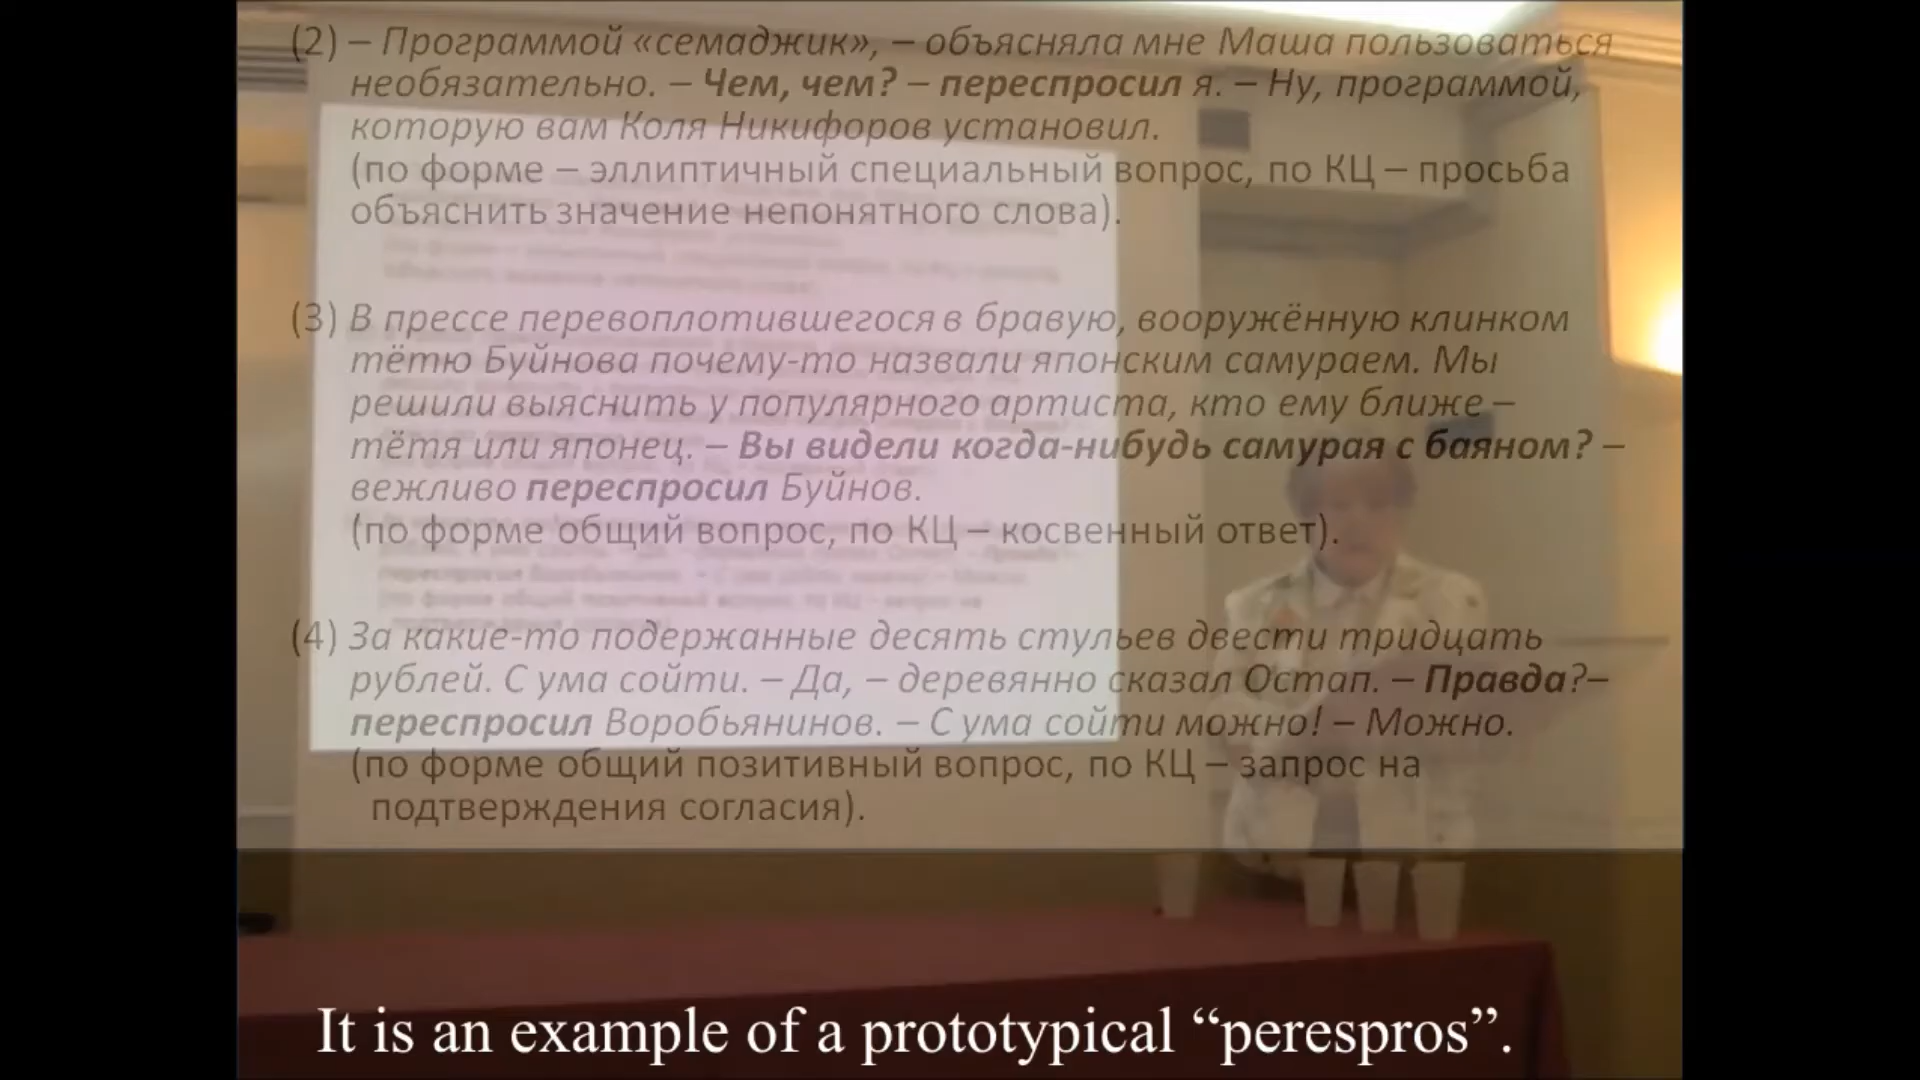 (2) – Программой «семаджик», – объясняла мне Маша пользоваться
необязательно. – Чем, чем? – переспросил я. – Ну, программой,
которую вам Коля Никифоров установил.
(по форме – эллиптичный специальный вопрос, по КЦ – просьба
объяснить значение непонятного слова).
(3) В прессе перевоплотившегося в бравую, вооружённую клинком
тётю Буйнова почему-то назвали японским самураем. Мы
решили выяснить у популярного артиста, кто ему ближе –
тётя или японец. – Вы видели когда-нибудь самурая с баяном? –
вежливо переспросил Буйнов.
(по форме общий вопрос, по КЦ – косвенный ответ).
(4) За какие-то подержанные десять стульев двести тридцать
рублей. С ума сойти. – Да, – деревянно сказал Остап. – Правда?–
переспросил Воробьянинов. – С ума сойти можно! – Можно.
(по форме общий позитивный вопрос, по КЦ – запрос на
подтверждения согласия).
It is an example of a prototypical “perespros”.